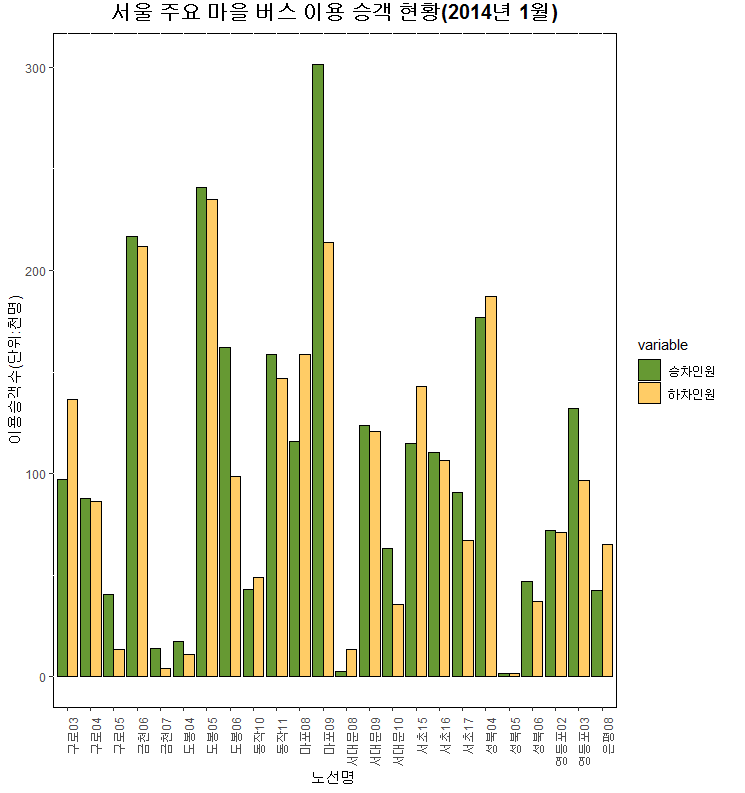 서울 주요 마을 버스 이용 승객 현황(2014년 1월)
이용승객수(단위:천명)
300
200
100
0
구로03
구로04
구로05
금천06
금천07
도봉04
도봉05
도봉06
동작10
동작11
마포08
마포09
서대문08
서대문09
서대문10
서초15
서초16
서초17
성북04
성북05
성북06
영등포02
영등포03
은평08
노선명
variable
승차인원
하차인원